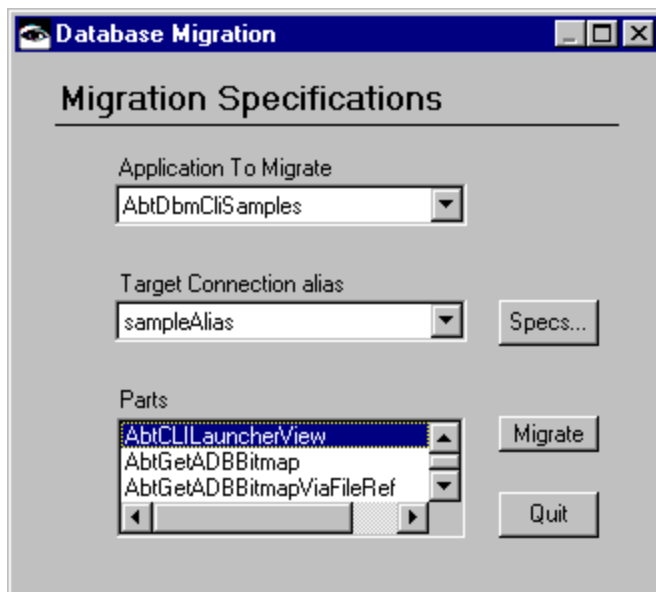 Database Migration
Migration Specifications
Application To Migrate
AbtDbmCliSamples
Target Connection alias
sampleAlias
Specs...
Parts
AbtCLILauncherView
AbtGetADBBitmap
AbtGetADBBitmapViaFileRef
Migrate
Quit